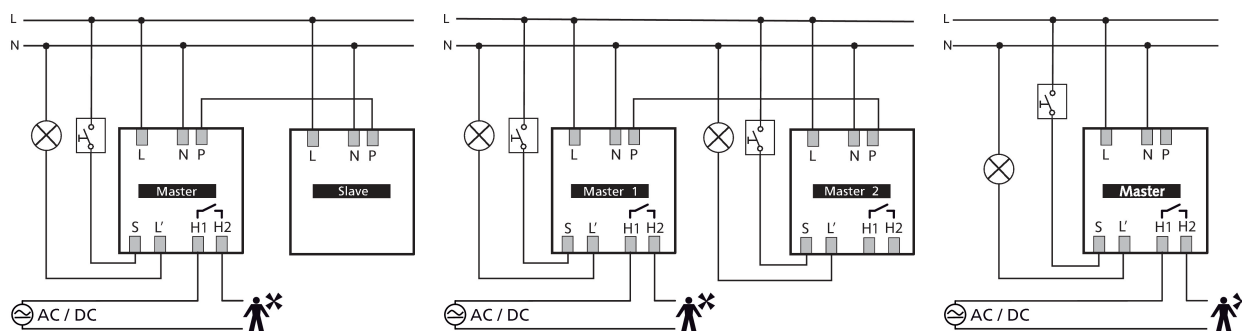 L
N
L N P
Master
S L' H1 H2
AC / DC
L N P
Slave
L
N
L N P
Master 1
S L' H1 H2
AC / DC
L N P
Master 2
S L' H1 H2
L
N
L N P
Master
S L' H1 H2
AC / DC